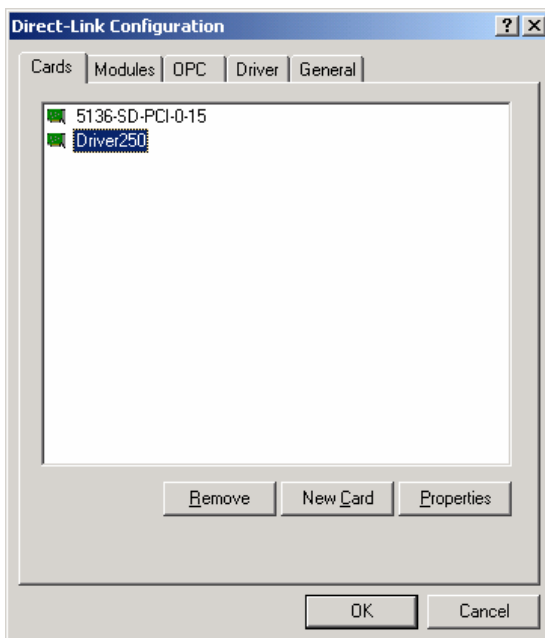 Direct-Link Configuration
Cards Modules OPC Driver General
5136-SD-PCI-0-15
Driver250
Remove New Card Properties
OK Cancel